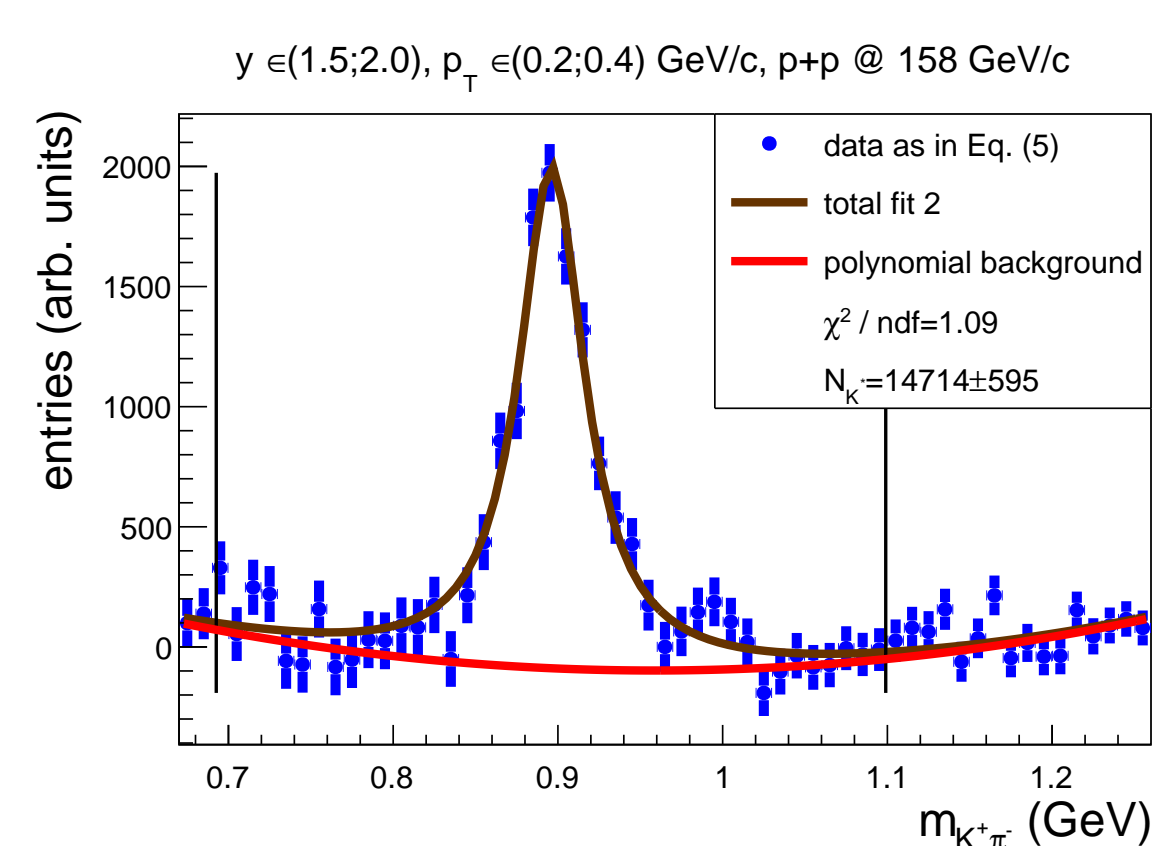 y ∈(1.5;2.0), p_T ∈(0.2;0.4) GeV/c, p+p @ 158 GeV/c
entries (arb. units)
2000
1500
1000
500
0
data as in Eq. (5)
total fit 2
polynomial background
χ² / ndf=1.09
N_K*=14714±595
0.7 0.8 0.9 1 1.1 1.2
m_K⁺π⁻ (GeV)